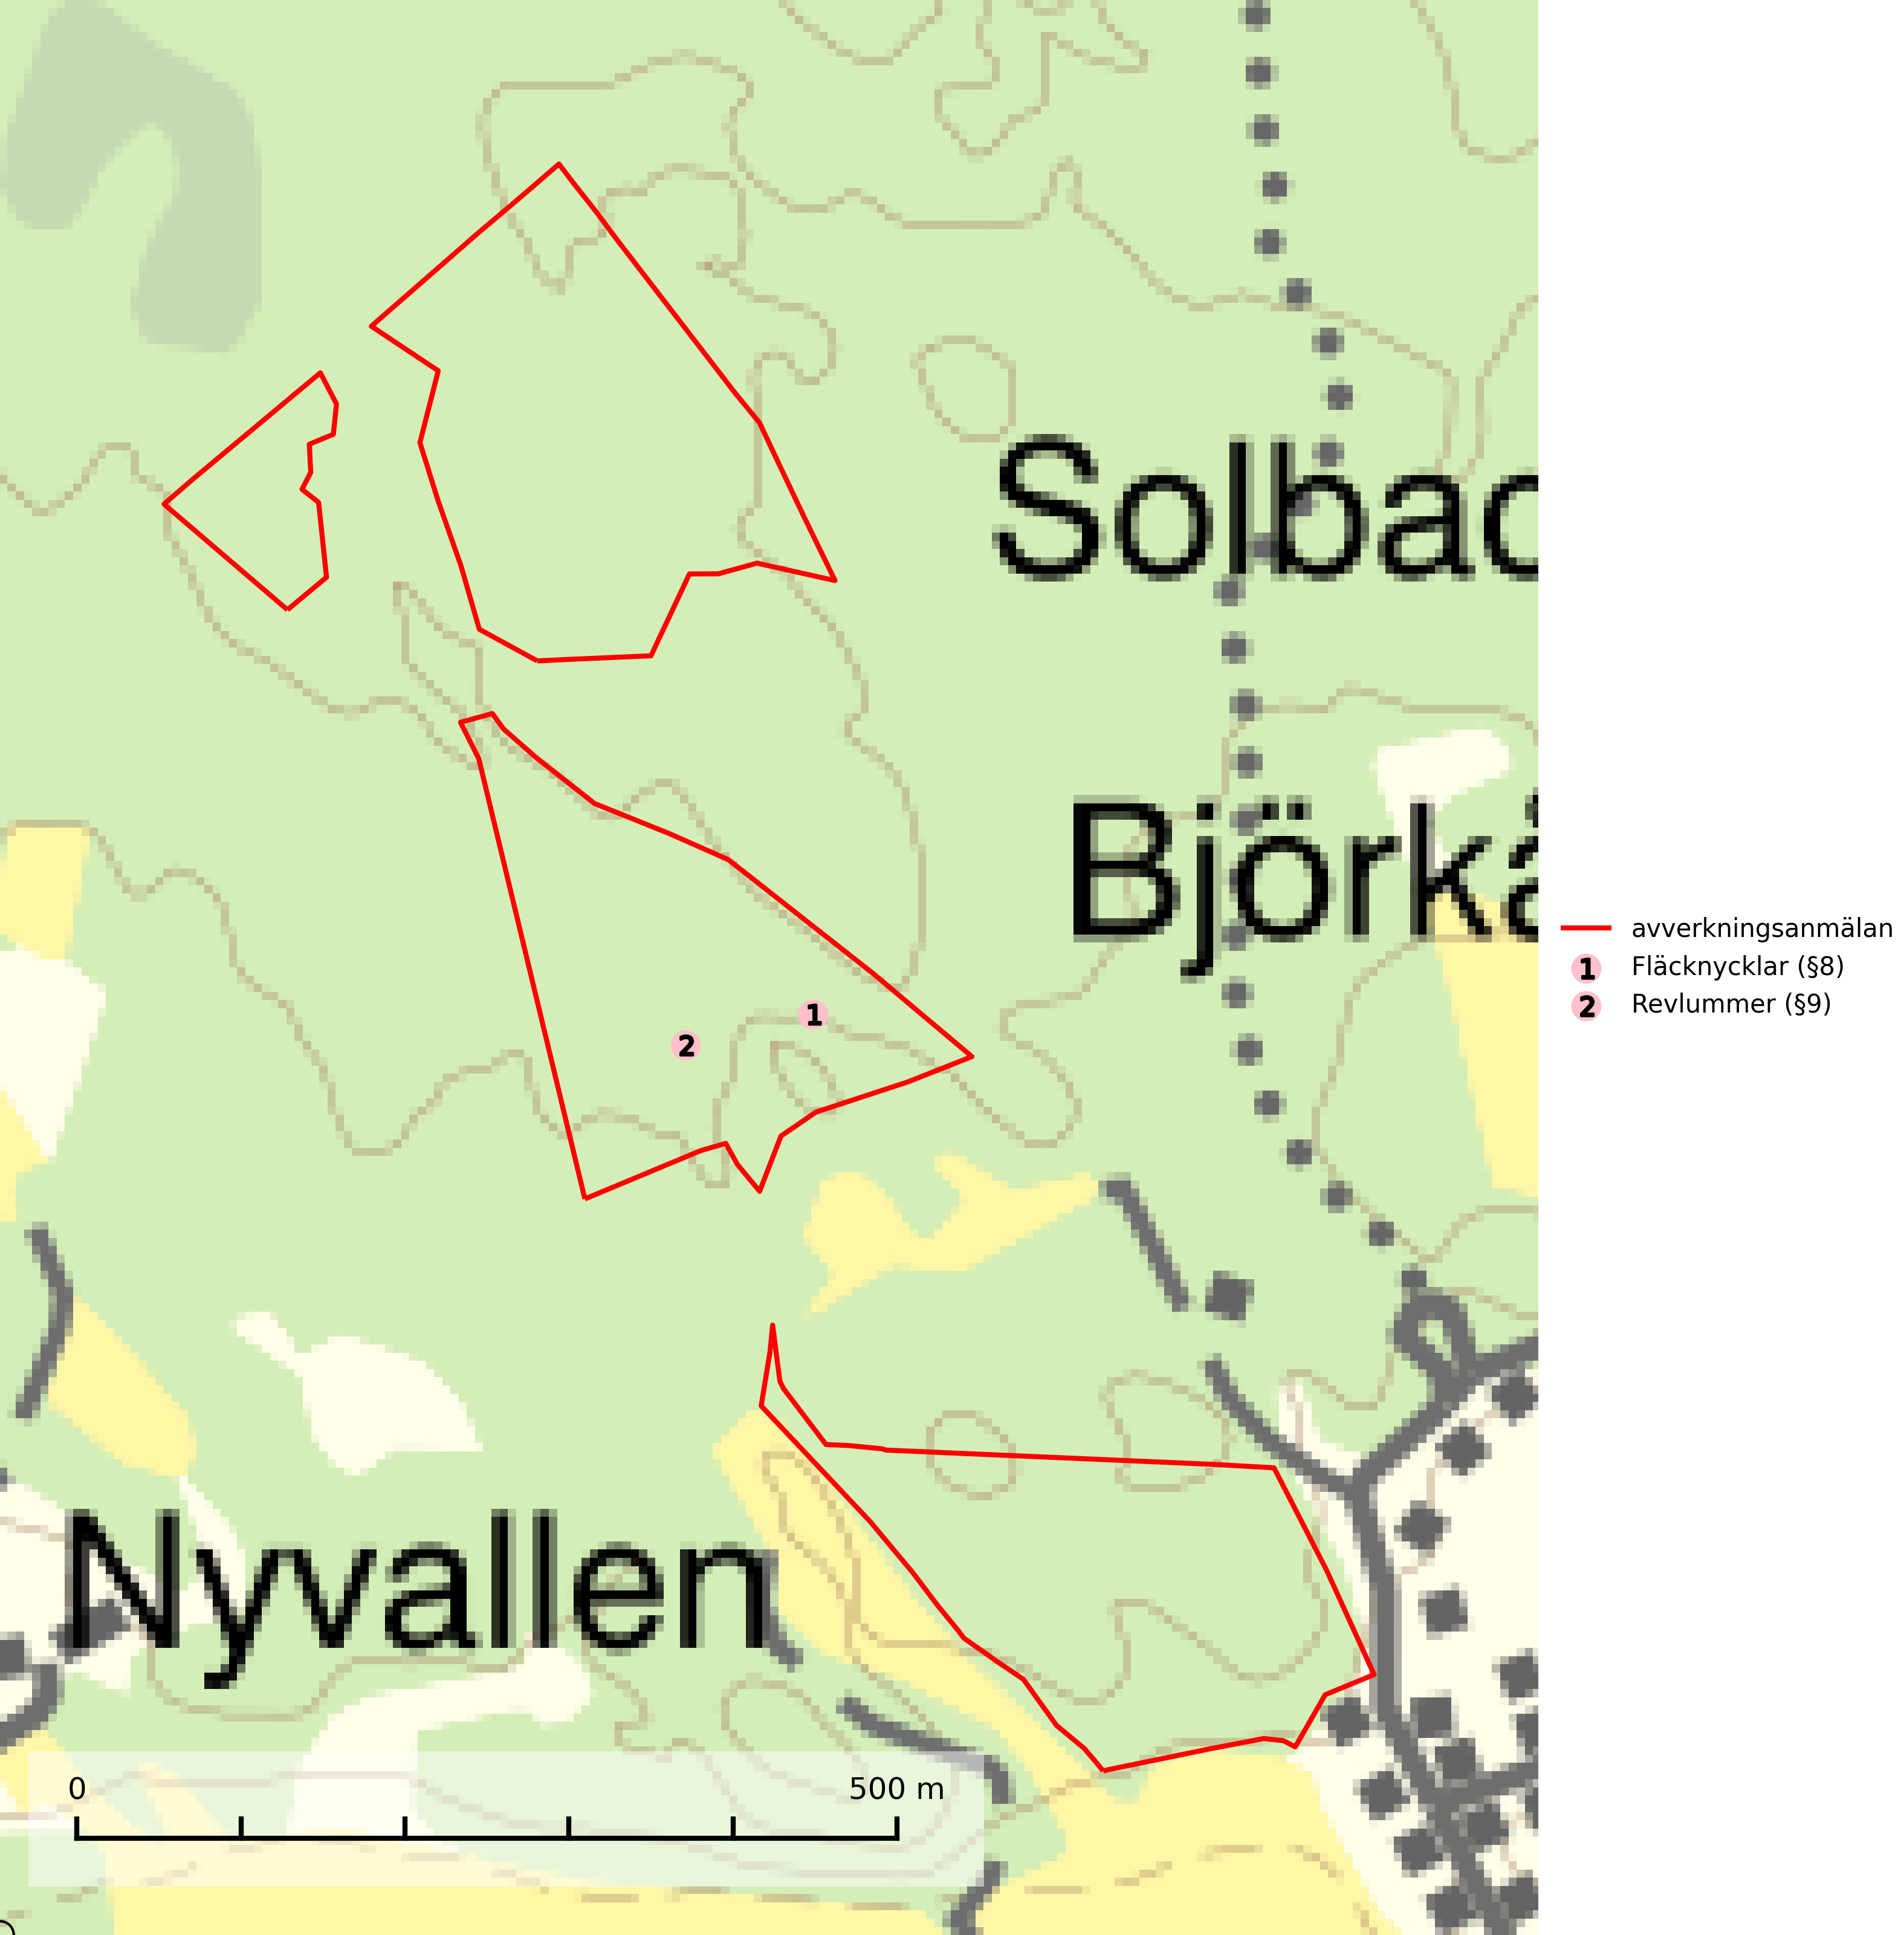 Solbac
Björkå
avverkningsanmälan
1 Fläcknycklar (§8)
2 Revlummer (§9)
1
2
Nyvallen
0 500 m